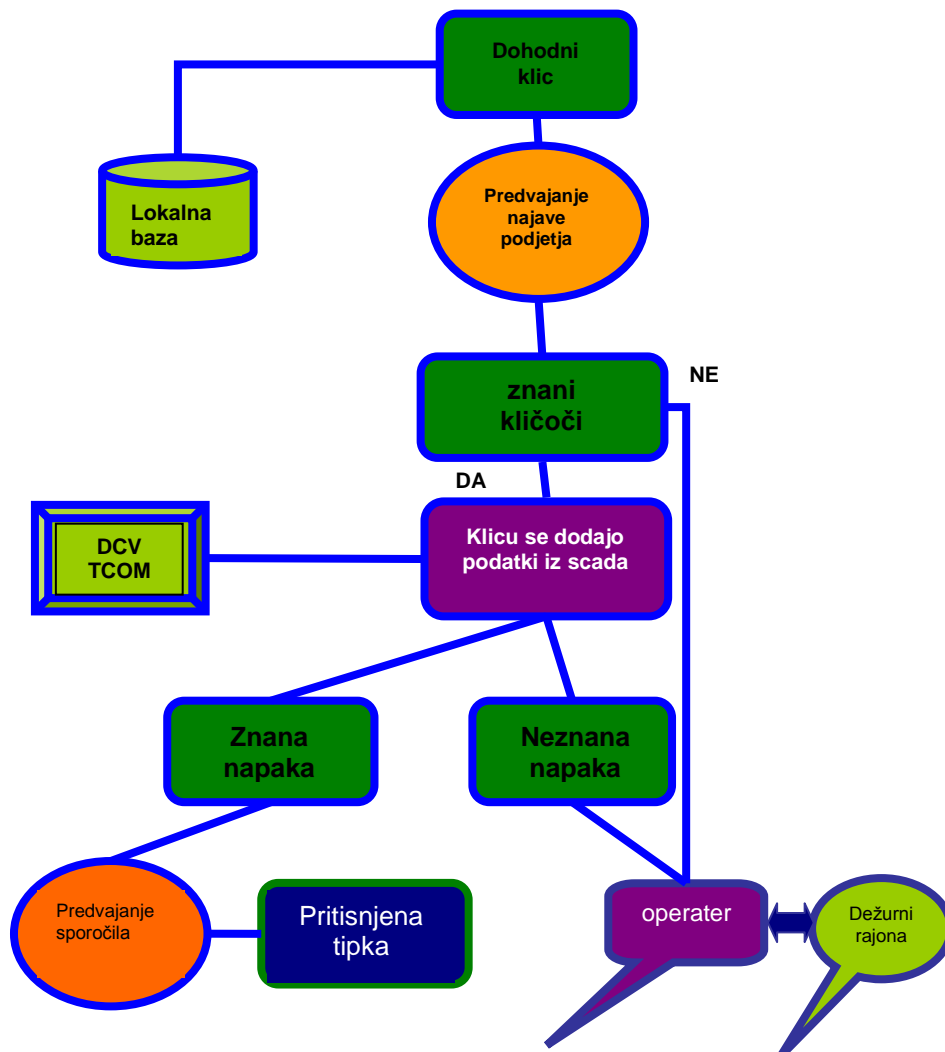 Dohodni
klic
Lokalna
baza
Predvajanje
najave
podjetja
znani
kličoči
NE
DA
Klicu se dodajo
podatki iz scada
DCV
TCOM
Znana
napaka
Neznana
napaka
Predvajanje
sporočila
Pritisnjena
tipka
operater
Dežurni
rajona